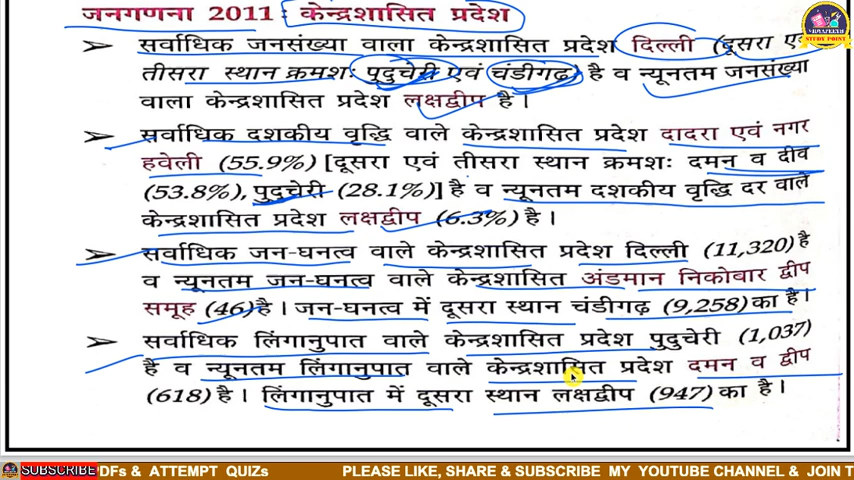 जनगणना 2011 : केन्द्रशासित प्रदेश
VIDYAPEETH
STUDY POINT
➤ सर्वाधिक जनसंख्या वाला केन्द्रशासित प्रदेश दिल्ली (दूसरा एवं
तीसरा स्थान क्रमशः पुदुचेरी एवं चंडीगढ़) है व न्यूनतम जनसंख्या
वाला केन्द्रशासित प्रदेश लक्षद्वीप है।
➤ सर्वाधिक दशकीय वृद्धि वाले केन्द्रशासित प्रदेश दादरा एवं नगर
हवेली (55.9%) [दूसरा एवं तीसरा स्थान क्रमशः दमन व दीव
(53.8%), पुदुचेरी (28.1%)] है व न्यूनतम दशकीय वृद्धि दर वाले
केन्द्रशासित प्रदेश लक्षद्वीप (6.3%) है।
➤ सर्वाधिक जन-घनत्व वाले केन्द्रशासित प्रदेश दिल्ली (11,320) है
व न्यूनतम जन-घनत्व वाले केन्द्रशासित अंडमान निकोबार द्वीप
समूह (46) है। जन-घनत्व में दूसरा स्थान चंडीगढ़ (9,258) का है।
➤ सर्वाधिक लिंगानुपात वाले केन्द्रशासित प्रदेश पुदुचेरी (1,037)
है व न्यूनतम लिंगानुपात वाले केन्द्रशासित प्रदेश दमन व द्वीप
(618) है। लिंगानुपात में दूसरा स्थान लक्षद्वीप (947) का है।
SUBSCRIBE PDFs & ATTEMPT QUIZs PLEASE LIKE, SHARE & SUBSCRIBE MY YOUTUBE CHANNEL & JOIN T